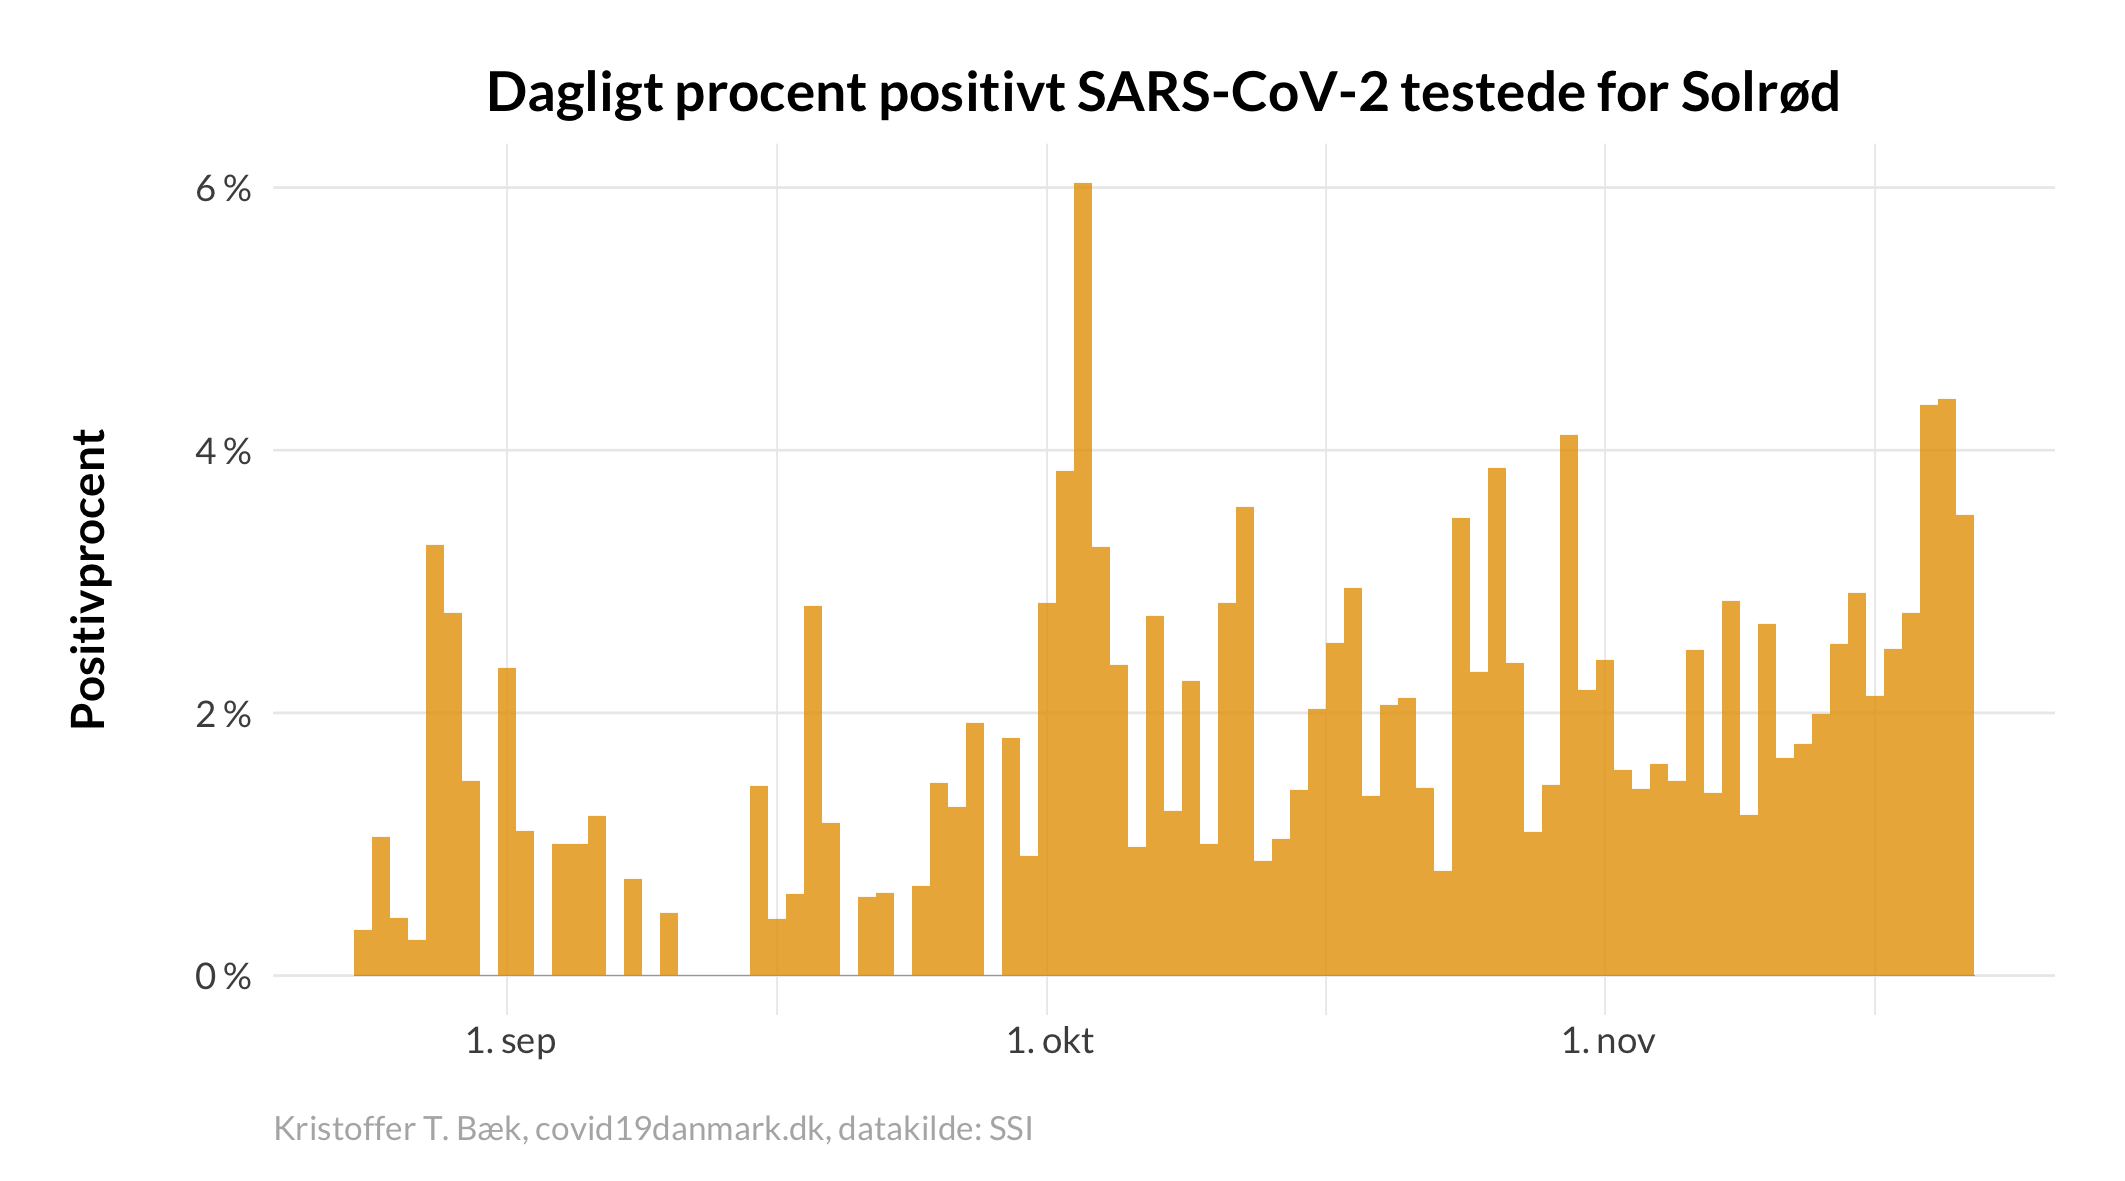 Dagligt procent positivt SARS-CoV-2 testede for Solrød
Positivprocent
6 %
4 %
2 %
0 %
1. sep
1. okt
1. nov
Kristoffer T. Bæk, covid19danmark.dk, datakilde: SSI